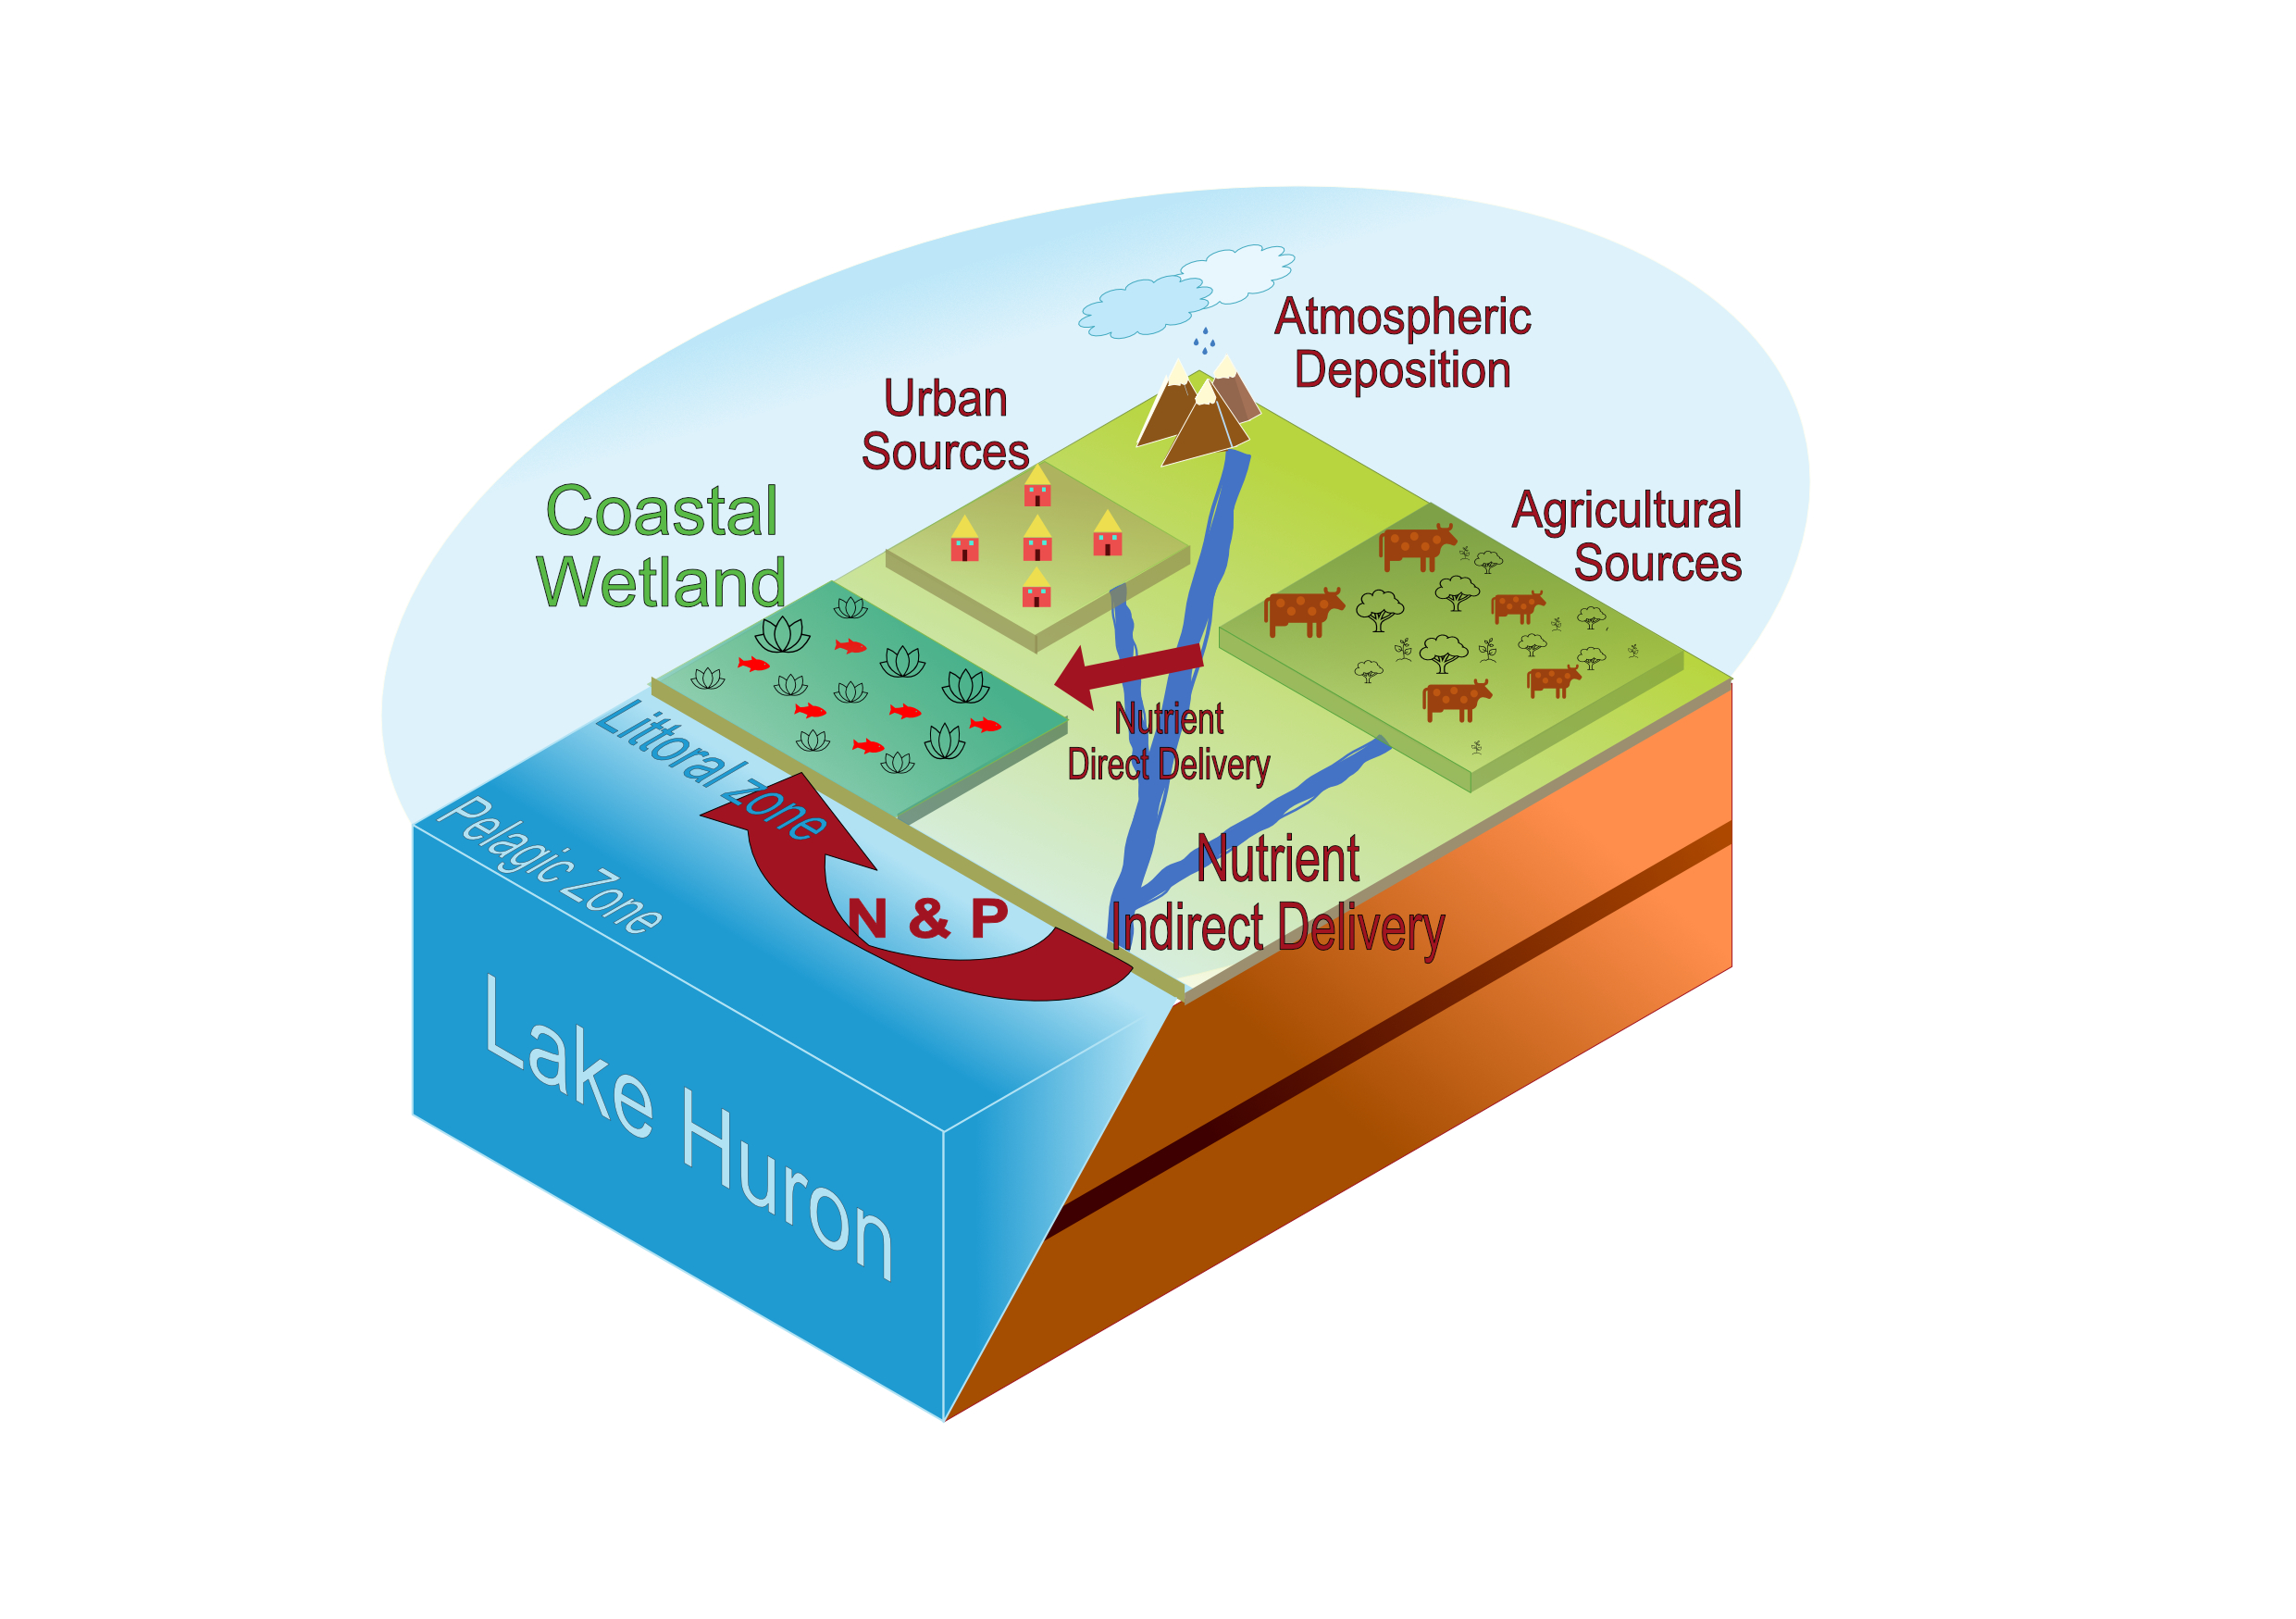 Atmospheric
Deposition
Urban
Sources
Coastal
Wetland
Agricultural
Sources
Nutrient
Direct Delivery
Littoral zone
Pelagic Zone
Nutrient
Indirect Delivery
N & P
Lake Huron